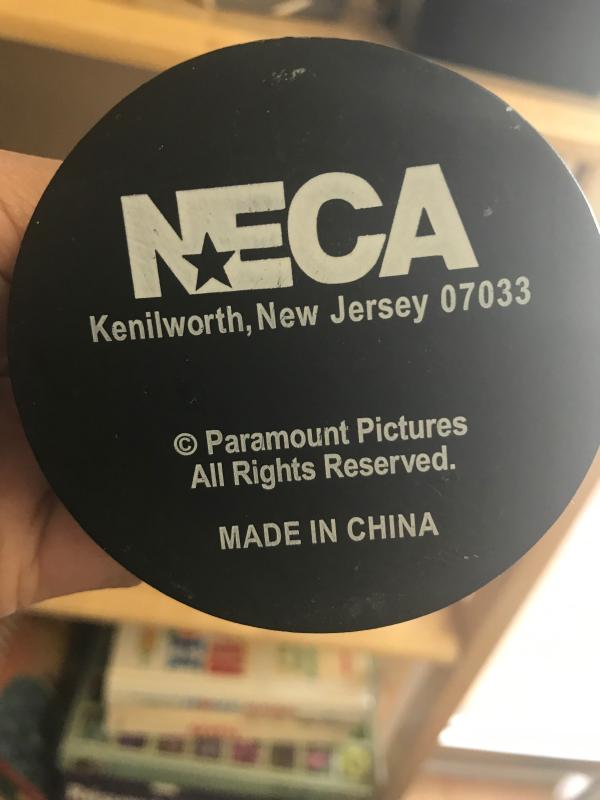 NECA
Kenilworth, New Jersey 07033
© Paramount Pictures
All Rights Reserved.
MADE IN CHINA